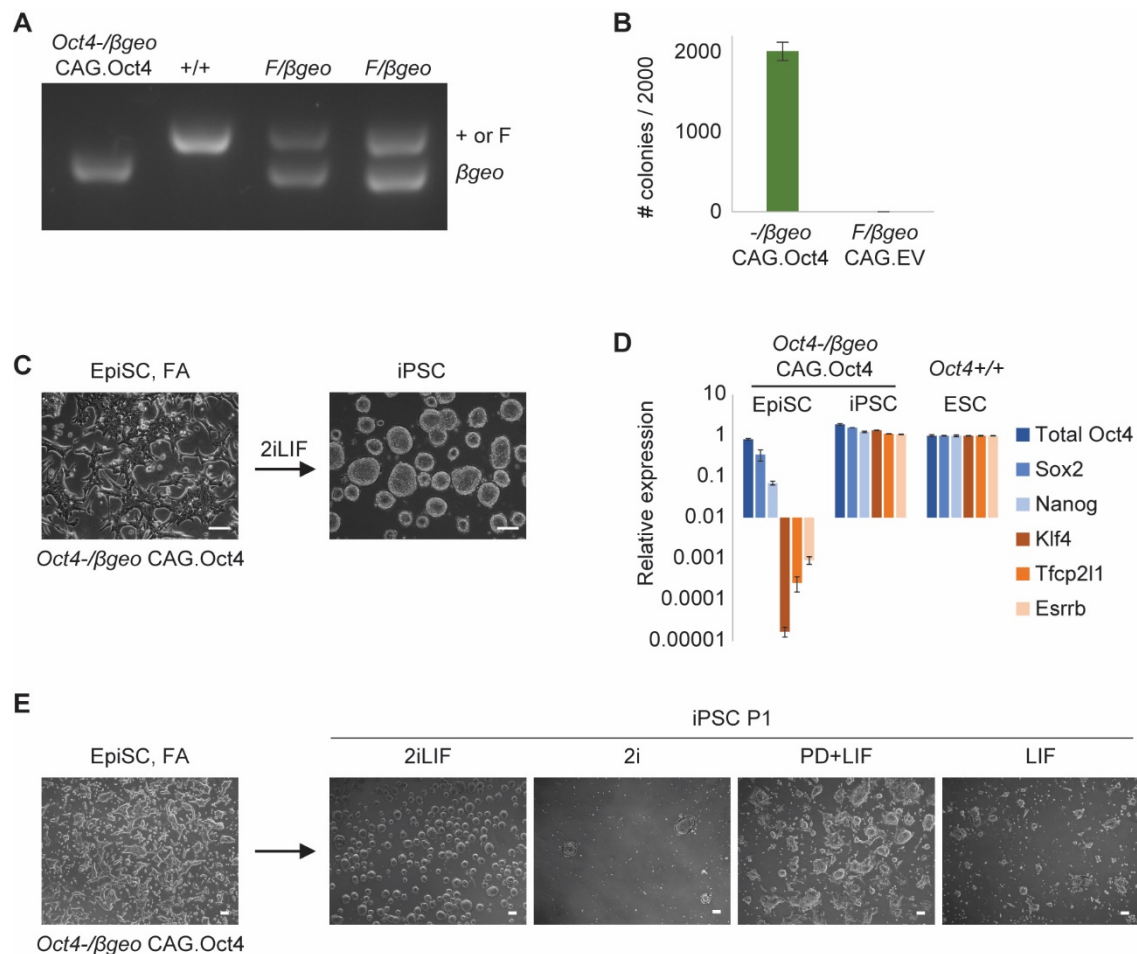 A
Oct4-/βgeo
CAG.Oct4
+/+
F/βgeo
F/βgeo
+ or F
βgeo
B
# colonies / 2000
2000
1000
0
-/βgeo
CAG.Oct4
F/βgeo
CAG.EV
C
EpiSC, FA
2iLIF
iPSC
Oct4-/βgeo CAG.Oct4
D
Oct4-/βgeo
CAG.Oct4
Oct4+/+
EpiSC
iPSC
ESC
Relative expression
10
1
0.1
0.01
0.001
0.0001
0.00001
Total Oct4
Sox2
Nanog
Klf4
Tfcp2l1
Esrrb
E
iPSC P1
EpiSC, FA
2iLIF
2i
PD+LIF
LIF
Oct4-/βgeo CAG.Oct4